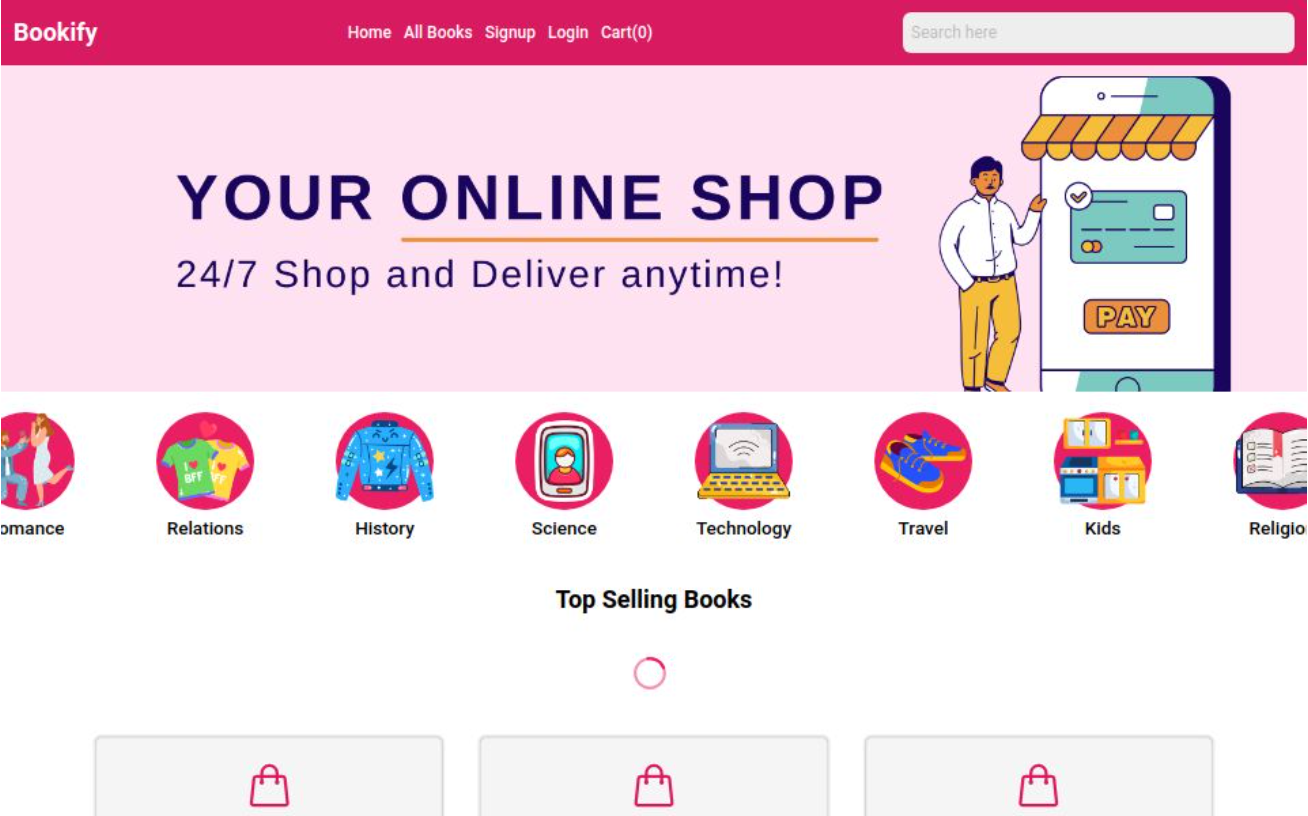 Bookify
Home All Books Signup Login Cart(0)
Search here
YOUR ONLINE SHOP
24/7 Shop and Deliver anytime!
PAY
I BFF
omance
Relations
History
Science
Technology
Travel
Kids
Religio
Top Selling Books